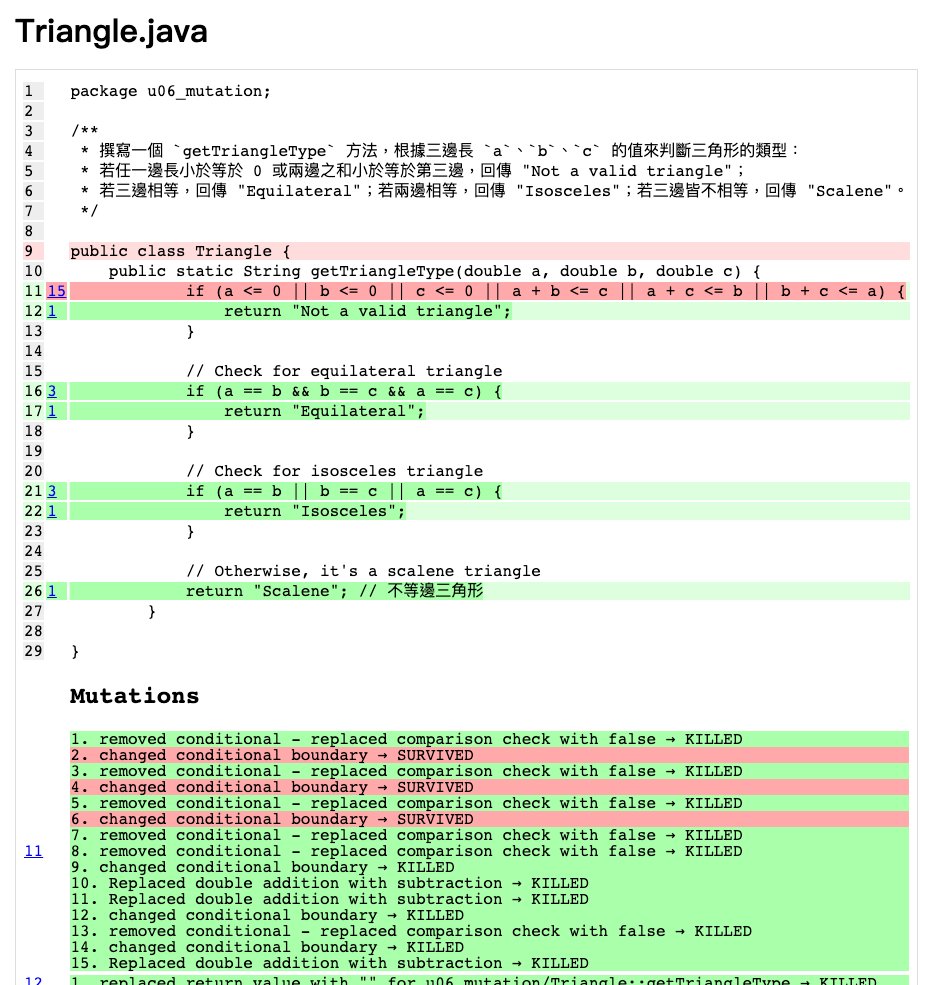 Triangle.java
1 package u06_mutation;
2
3 /**
4 * 撰寫一個 `getTriangleType` 方法，根據三邊長 `a`、`b`、`c` 的值來判斷三角形的類型：
5 * 若任一邊長小於等於 0 或兩邊之和小於等於第三邊，回傳 "Not a valid triangle"；
6 * 若三邊相等，回傳 "Equilateral"；若兩邊相等，回傳 "Isosceles"；若三邊皆不相等，回傳 "Scalene"。
7 */
8
9 public class Triangle {
10 public static String getTriangleType(double a, double b, double c) {
11 15 if (a <= 0 || b <= 0 || c <= 0 || a + b <= c || a + c <= b || b + c <= a) {
12 1 return "Not a valid triangle";
13 }
14
15 // Check for equilateral triangle
16 3 if (a == b && b == c && a == c) {
17 1 return "Equilateral";
18 }
19
20 // Check for isosceles triangle
21 3 if (a == b || b == c || a == c) {
22 1 return "Isosceles";
23 }
24
25 // Otherwise, it's a scalene triangle
26 1 return "Scalene"; // 不等邊三角形
27 }
28
29 }
Mutations
1. removed conditional - replaced comparison check with false → KILLED
2. changed conditional boundary → SURVIVED
3. removed conditional - replaced comparison check with false → KILLED
4. changed conditional boundary → SURVIVED
5. removed conditional - replaced comparison check with false → KILLED
6. changed conditional boundary → SURVIVED
7. removed conditional - replaced comparison check with false → KILLED
11 8. removed conditional - replaced comparison check with false → KILLED
9. changed conditional boundary → KILLED
10. Replaced double addition with subtraction → KILLED
11. Replaced double addition with subtraction → KILLED
12. changed conditional boundary → KILLED
13. removed conditional - replaced comparison check with false → KILLED
14. changed conditional boundary → KILLED
15. Replaced double addition with subtraction → KILLED
12 1. replaced return value with "" for u06_mutation/Triangle::getTriangleType → KILLED